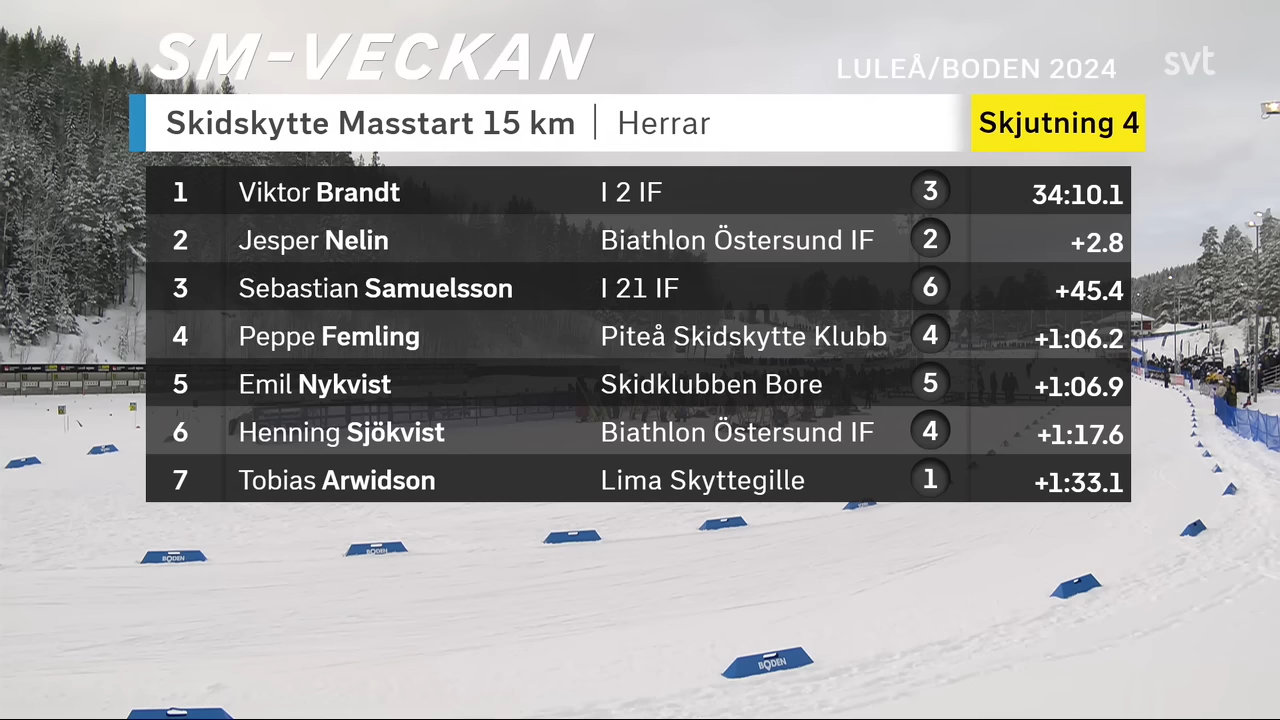 SM-VECKAN
LULEÅ/BODEN 2024
svt
Skidskytte Masstart 15 km | Herrar
Skjutning 4
1 Viktor Brandt I 2 IF 3 34:10.1
2 Jesper Nelin Biathlon Östersund IF 2 +2.8
3 Sebastian Samuelsson I 21 IF 6 +45.4
4 Peppe Femling Piteå Skidskytte Klubb 4 +1:06.2
5 Emil Nykvist Skidklubben Bore 5 +1:06.9
6 Henning Sjökvist Biathlon Östersund IF 4 +1:17.6
7 Tobias Arwidson Lima Skyttegille 1 +1:33.1
BODEN
BODEN
BODEN